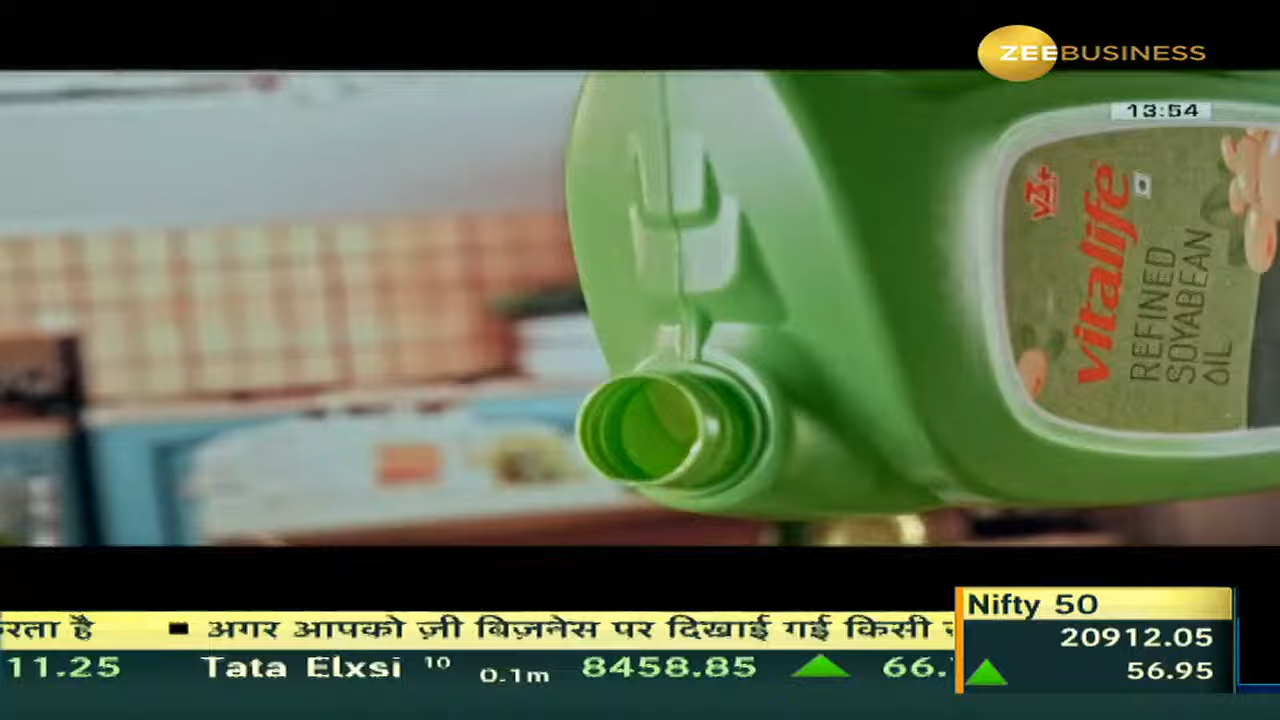 ZEEBUSINESS
13:54
V3+
vitalife
REFINED
SOYABEAN
OIL
रता है ▪ अगर आपको ज़ी बिज़नेस पर दिखाई गई किसी
11.25 Tata Elxsi 10 0.1m 8458.85 ▲ 66.
Nifty 50
20912.05
▲ 56.95